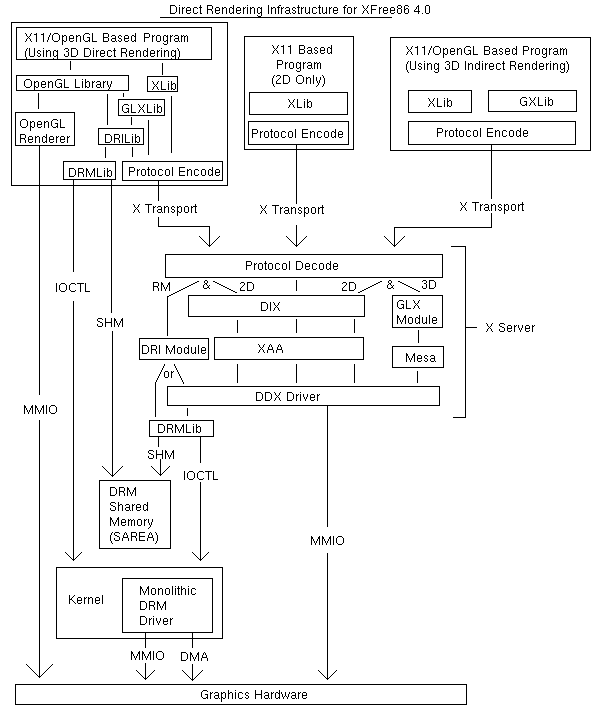 Direct Rendering Infrastructure for XFree86 4.0
X11/OpenGL Based Program
(Using 3D Direct Rendering)
OpenGL Library
XLib
GLXLib
OpenGL
Renderer
DRILib
DRMLib
Protocol Encode
X11 Based
Program
(2D Only)
XLib
Protocol Encode
X11/OpenGL Based Program
(Using 3D Indirect Rendering)
XLib
GXLib
Protocol Encode
X Transport
X Transport
X Transport
Protocol Decode
RM
&
2D
2D
&
3D
IOCTL
SHM
DIX
GLX
Module
X Server
DRI Module
XAA
Mesa
or
DDX Driver
MMIO
DRMLib
SHM
IOCTL
DRM
Shared
Memory
(SAREA)
MMIO
Kernel
Monolithic
DRM
Driver
MMIO
DMA
Graphics Hardware